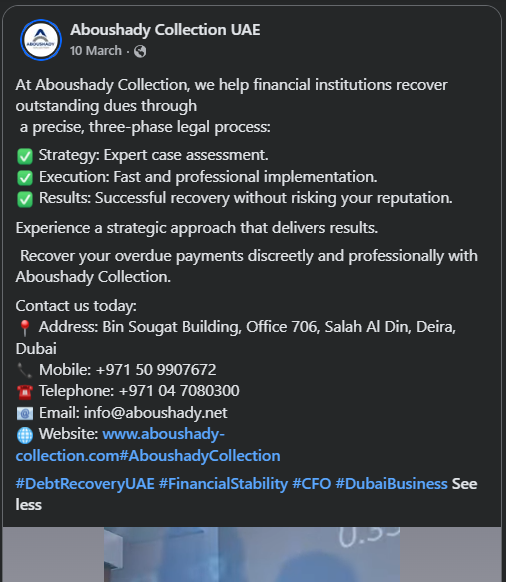 ABOUSHADY
Aboushady Collection UAE
10 March ·
At Aboushady Collection, we help financial institutions recover
outstanding dues through
a precise, three-phase legal process:
✅ Strategy: Expert case assessment.
✅ Execution: Fast and professional implementation.
✅ Results: Successful recovery without risking your reputation.
Experience a strategic approach that delivers results.
Recover your overdue payments discreetly and professionally with
Aboushady Collection.
Contact us today:
📍 Address: Bin Sougat Building, Office 706, Salah Al Din, Deira,
Dubai
📞 Mobile: +971 50 9907672
☎️ Telephone: +971 04 7080300
📧 Email: info@aboushady.net
🌐 Website: www.aboushady-
collection.com#AboushadyCollection
#DebtRecoveryUAE #FinancialStability #CFO #DubaiBusiness See
less